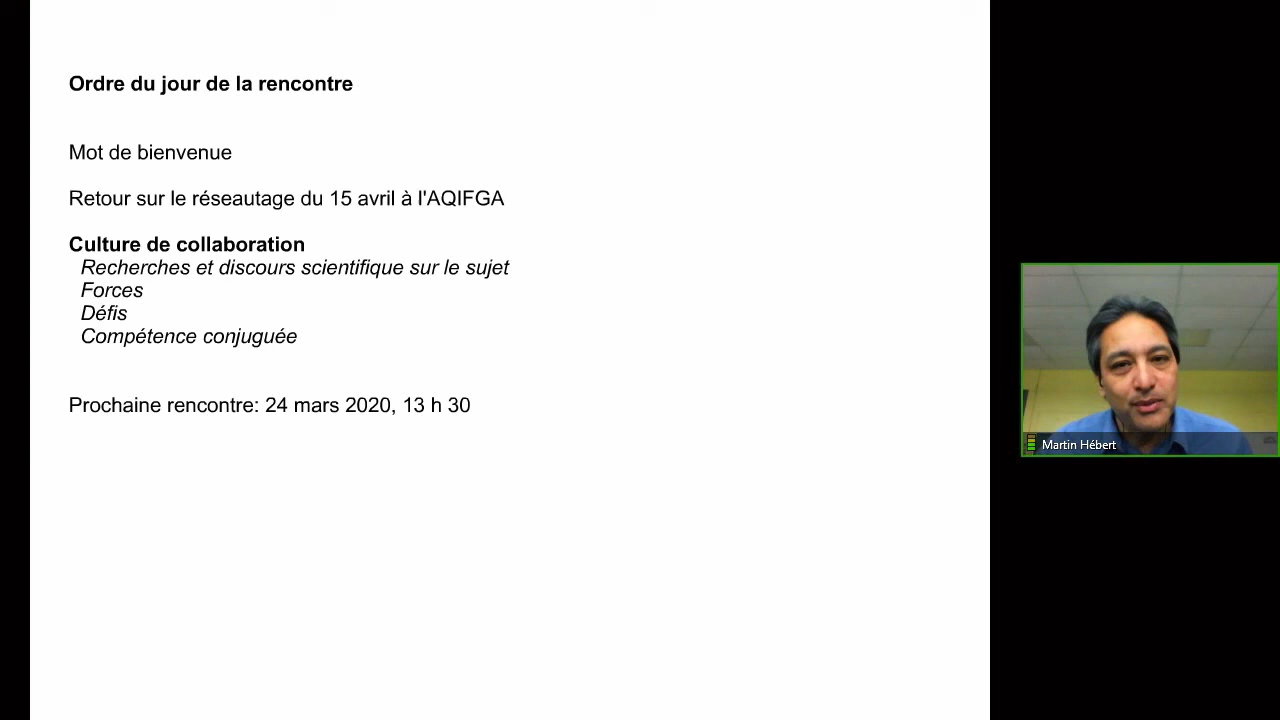 Ordre du jour de la rencontre
Mot de bienvenue
Retour sur le réseautage du 15 avril à l'AQIFGA
Culture de collaboration
Recherches et discours scientifique sur le sujet
Forces
Défis
Compétence conjuguée
Prochaine rencontre: 24 mars 2020, 13 h 30
Martin Hébert